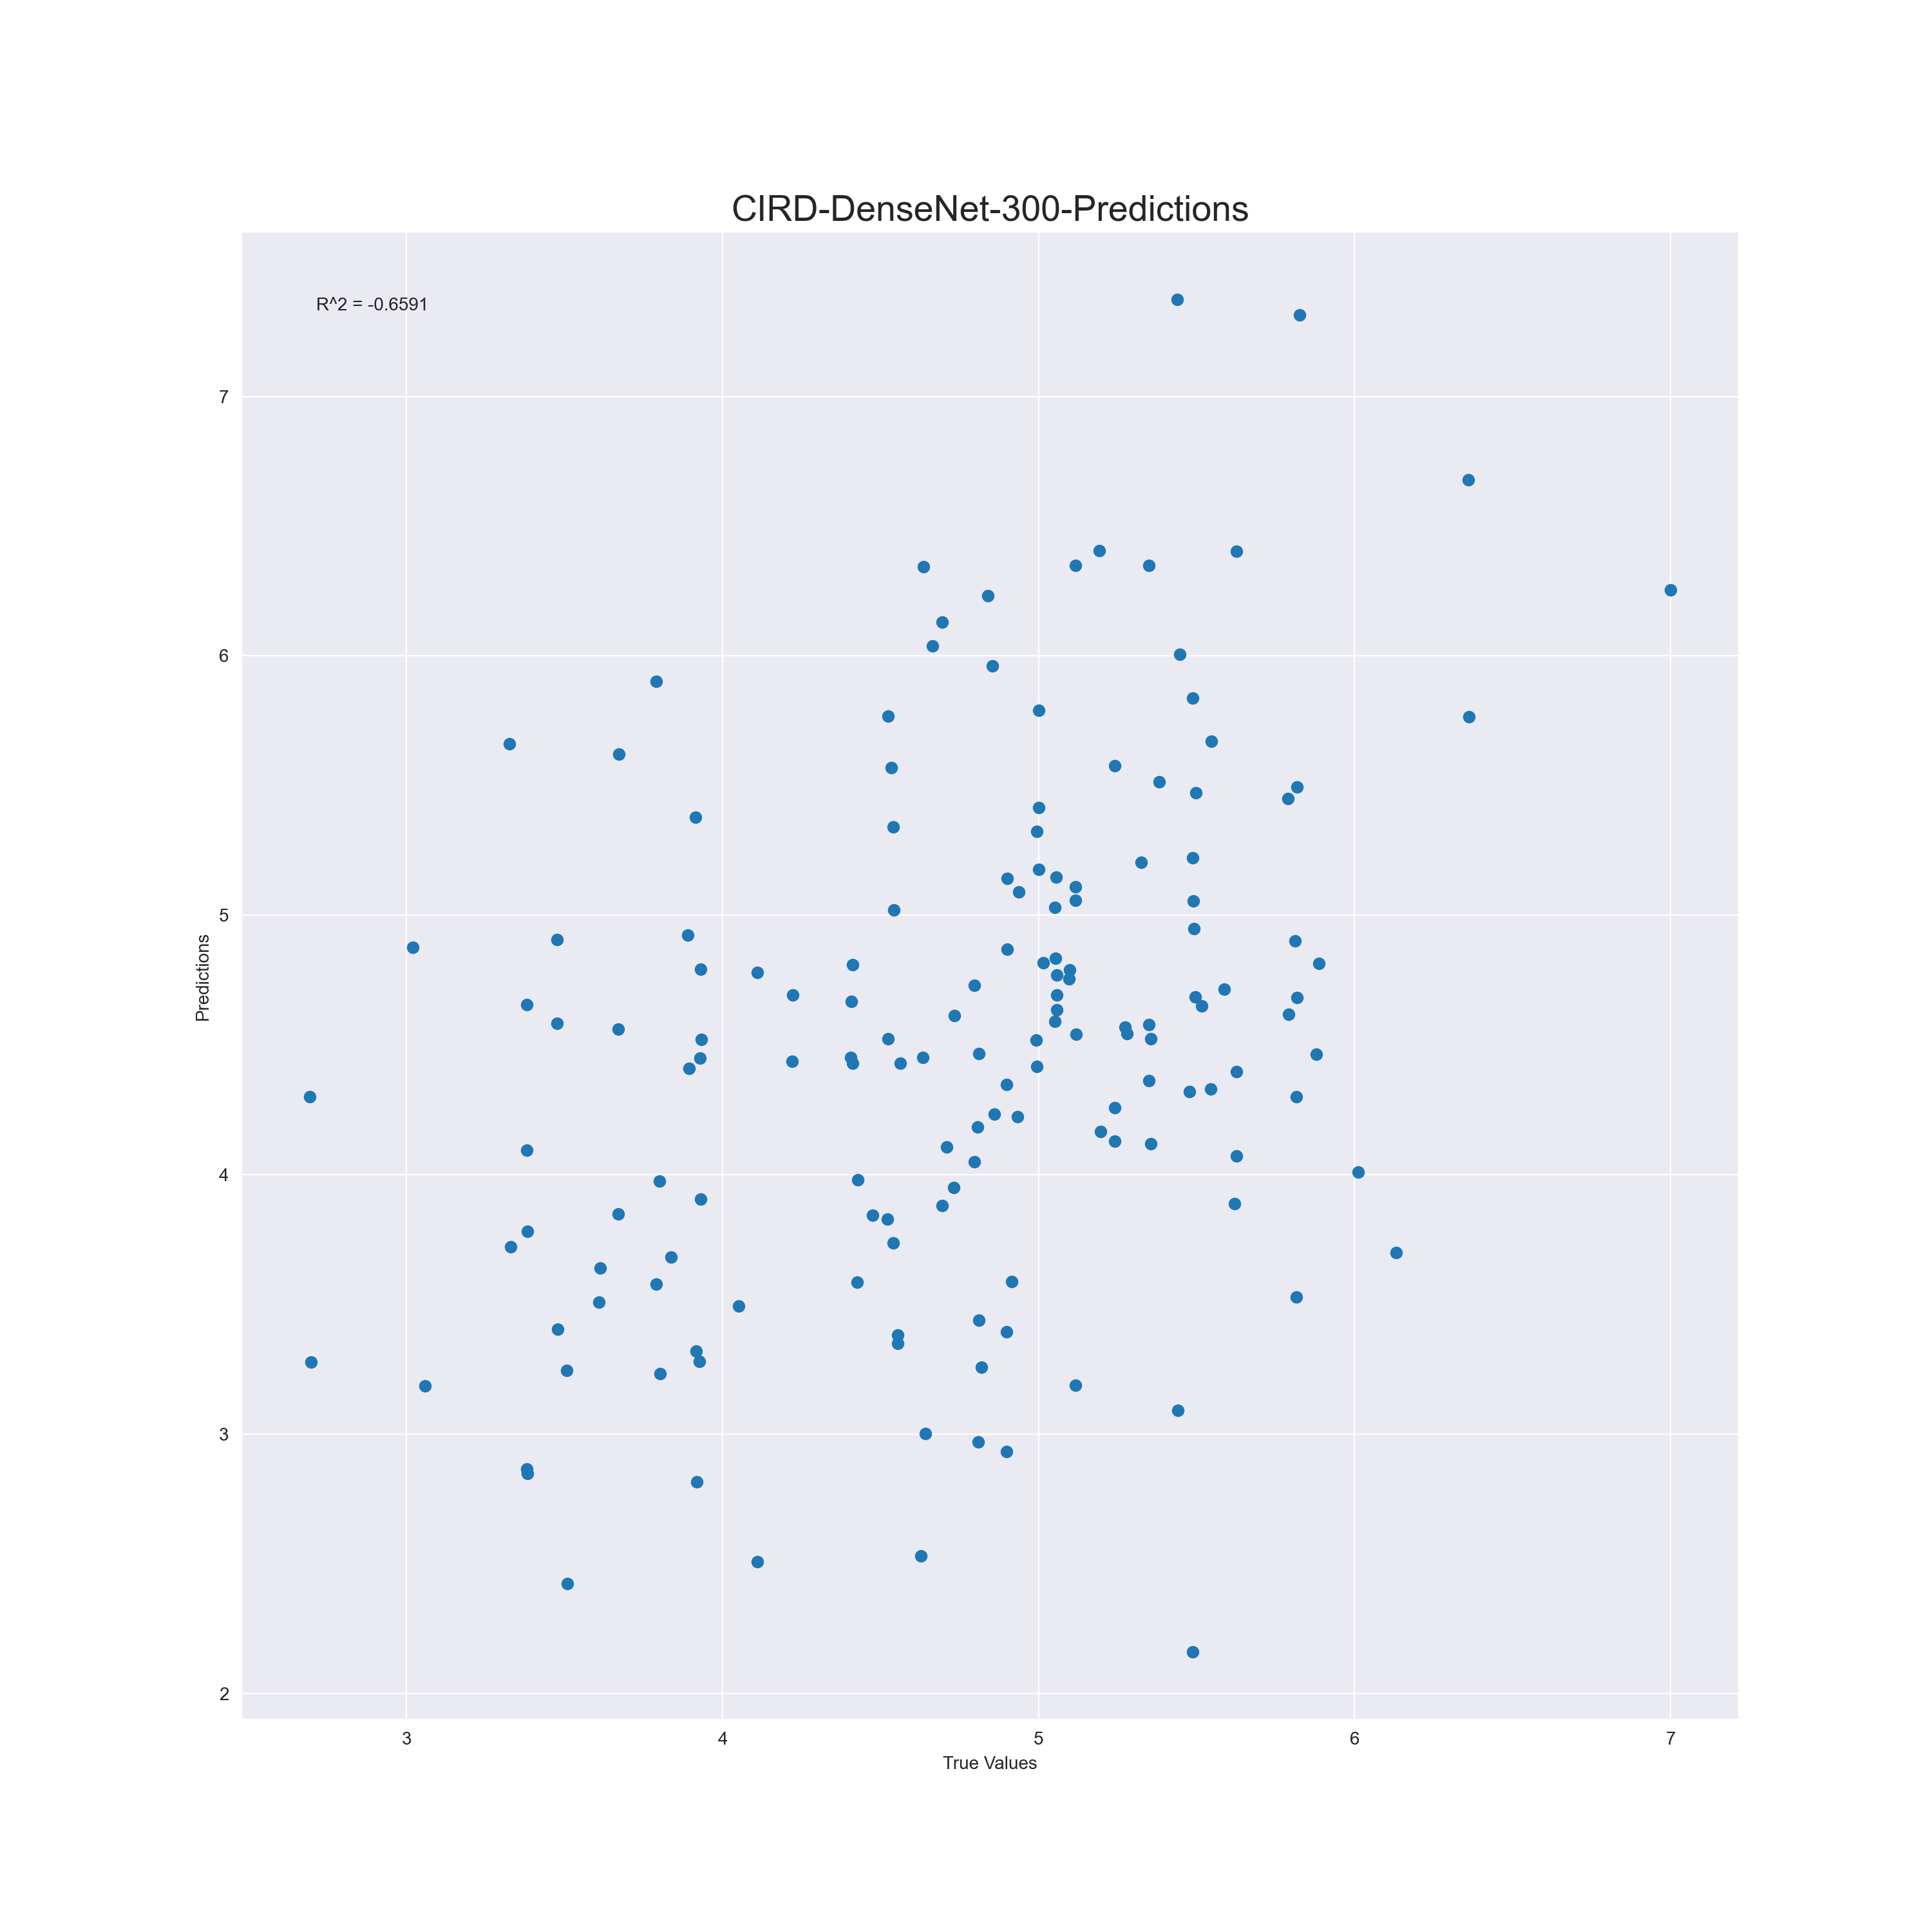 CIRD-DenseNet-300-Predictions
R^2 = -0.6591
7
6
5
4
3
2
Predictions
3 4 5 6 7
True Values